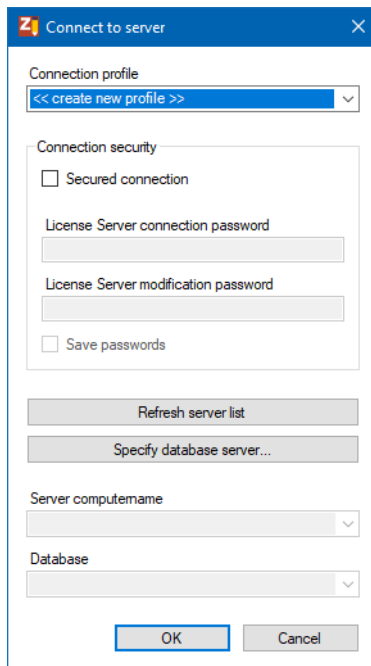 Connect to server
Connection profile
<< create new profile >>
Connection security
Secured connection
License Server connection password
License Server modification password
Save passwords
Refresh server list
Specify database server...
Server computername
Database
OK Cancel